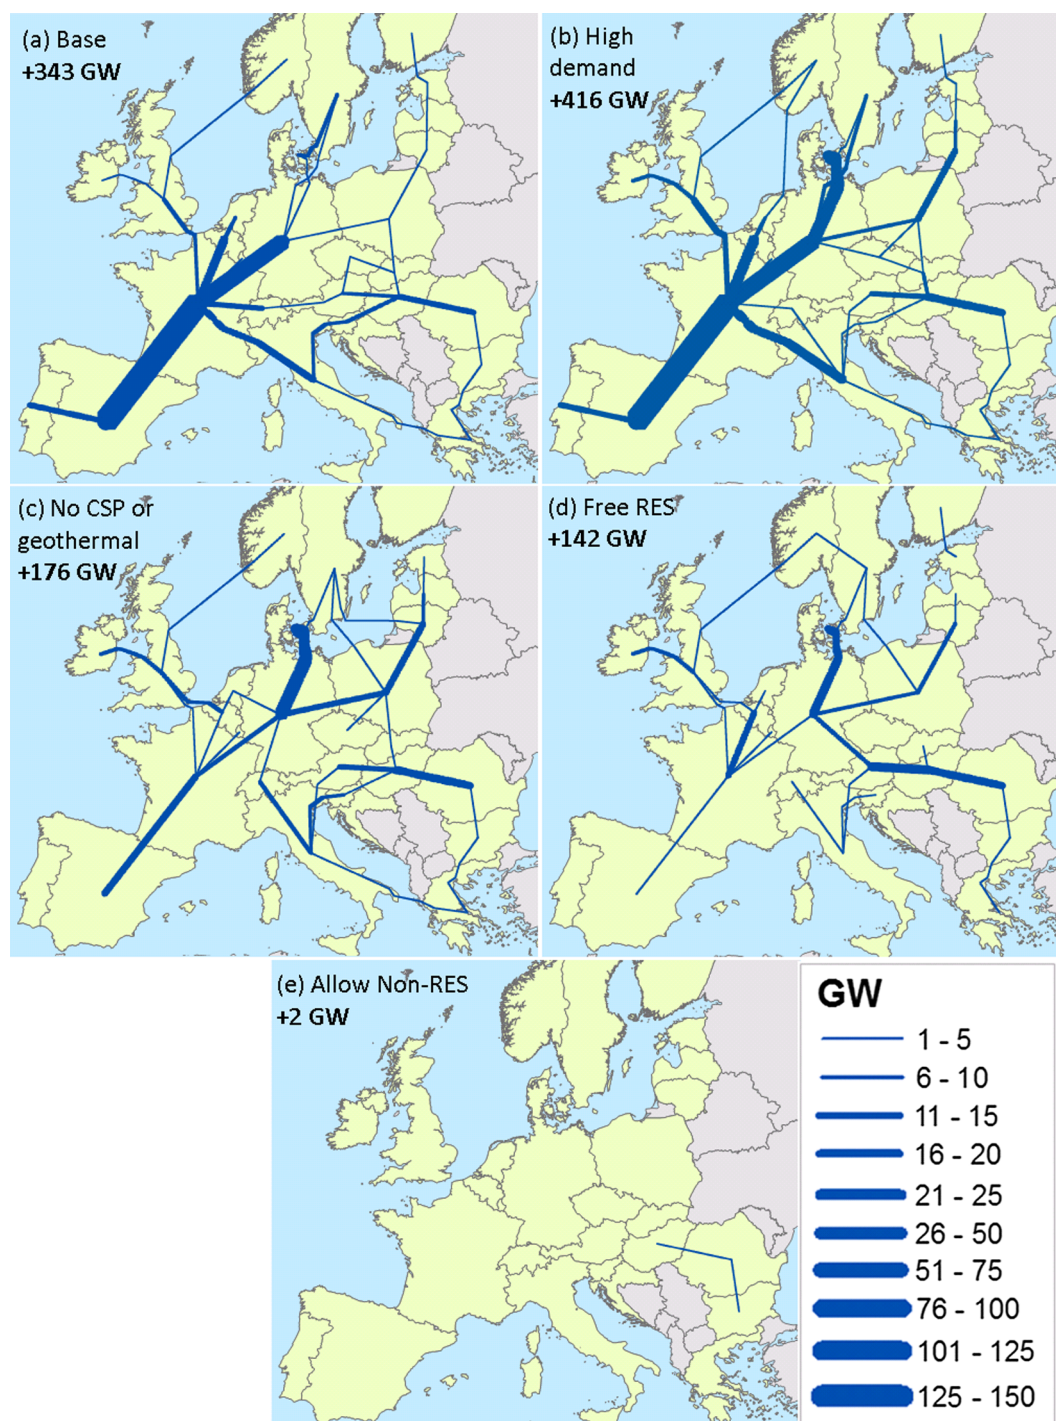 (a) Base
+343 GW
(b) High
demand
+416 GW
(c) No CSP or
geothermal
+176 GW
(d) Free RES
+142 GW
(e) Allow Non-RES
+2 GW
GW
1 - 5
6 - 10
11 - 15
16 - 20
21 - 25
26 - 50
51 - 75
76 - 100
101 - 125
125 - 150